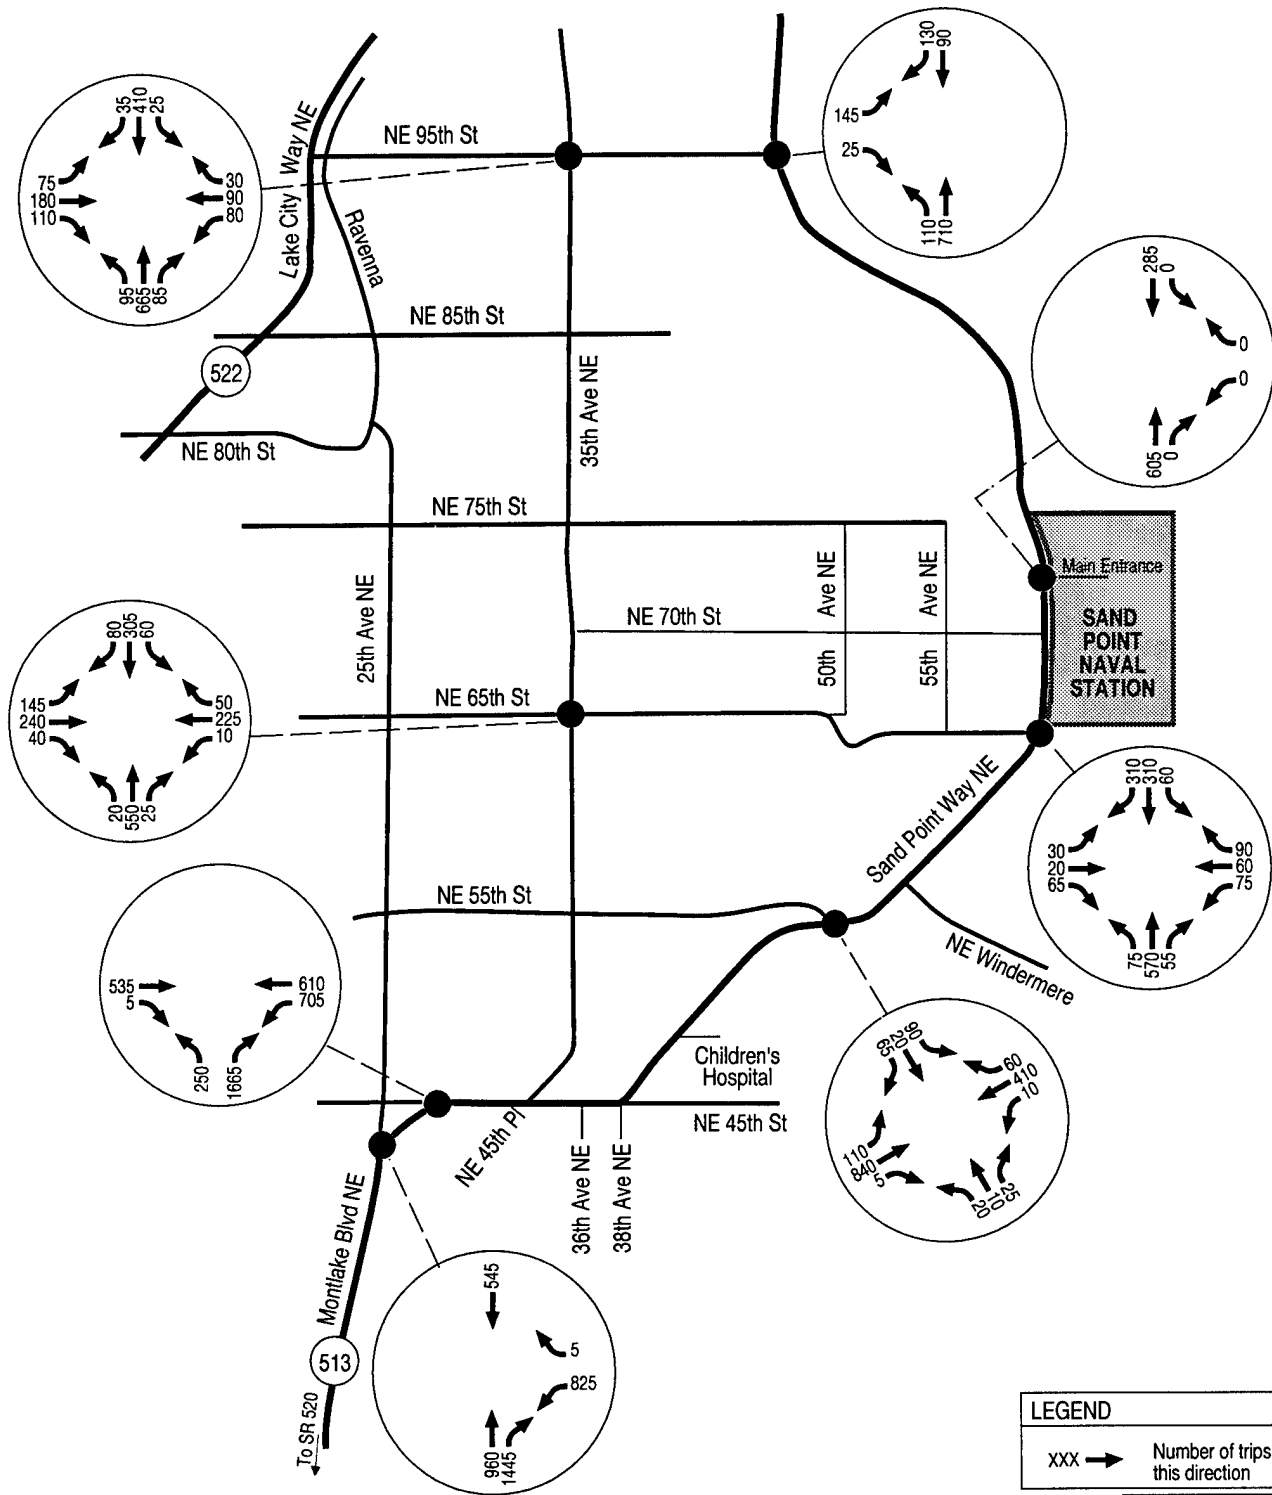 35
410
25
75
180
110
30
90
80
95
665
85
Lake City Way NE
NE 95th St
Ravenna
130
90
145
25
110
710
285
0
0
0
605
0
NE 85th St
522
NE 80th St
35th Ave NE
NE 75th St
25th Ave NE
NE 70th St
50th Ave NE
55th Ave NE
Main Entrance
SAND
POINT
NAVAL
STATION
80
305
60
145
240
40
50
225
10
20
550
25
NE 65th St
Sand Point Way NE
310
310
60
30
20
65
90
60
75
75
570
55
NE 55th St
NE Windermere
535
5
610
705
250
1665
Children's
Hospital
NE 45th St
NE 45th Pl
36th Ave NE
38th Ave NE
65
20
90
60
410
10
110
840
5
20
10
25
Montlake Blvd NE
513
To SR 520
545
5
825
960
1445
LEGEND
XXX
Number of trips
this direction